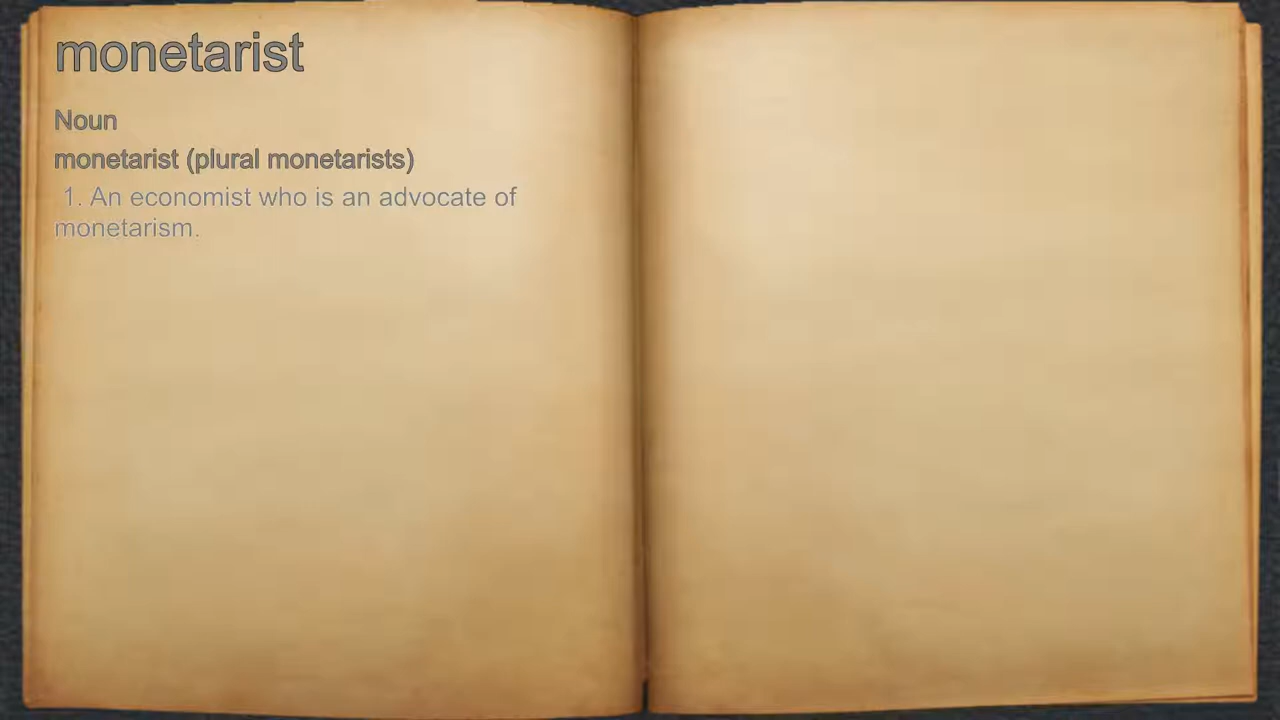 monetarist
Noun
monetarist (plural monetarists)
1. An economist who is an advocate of
monetarism.